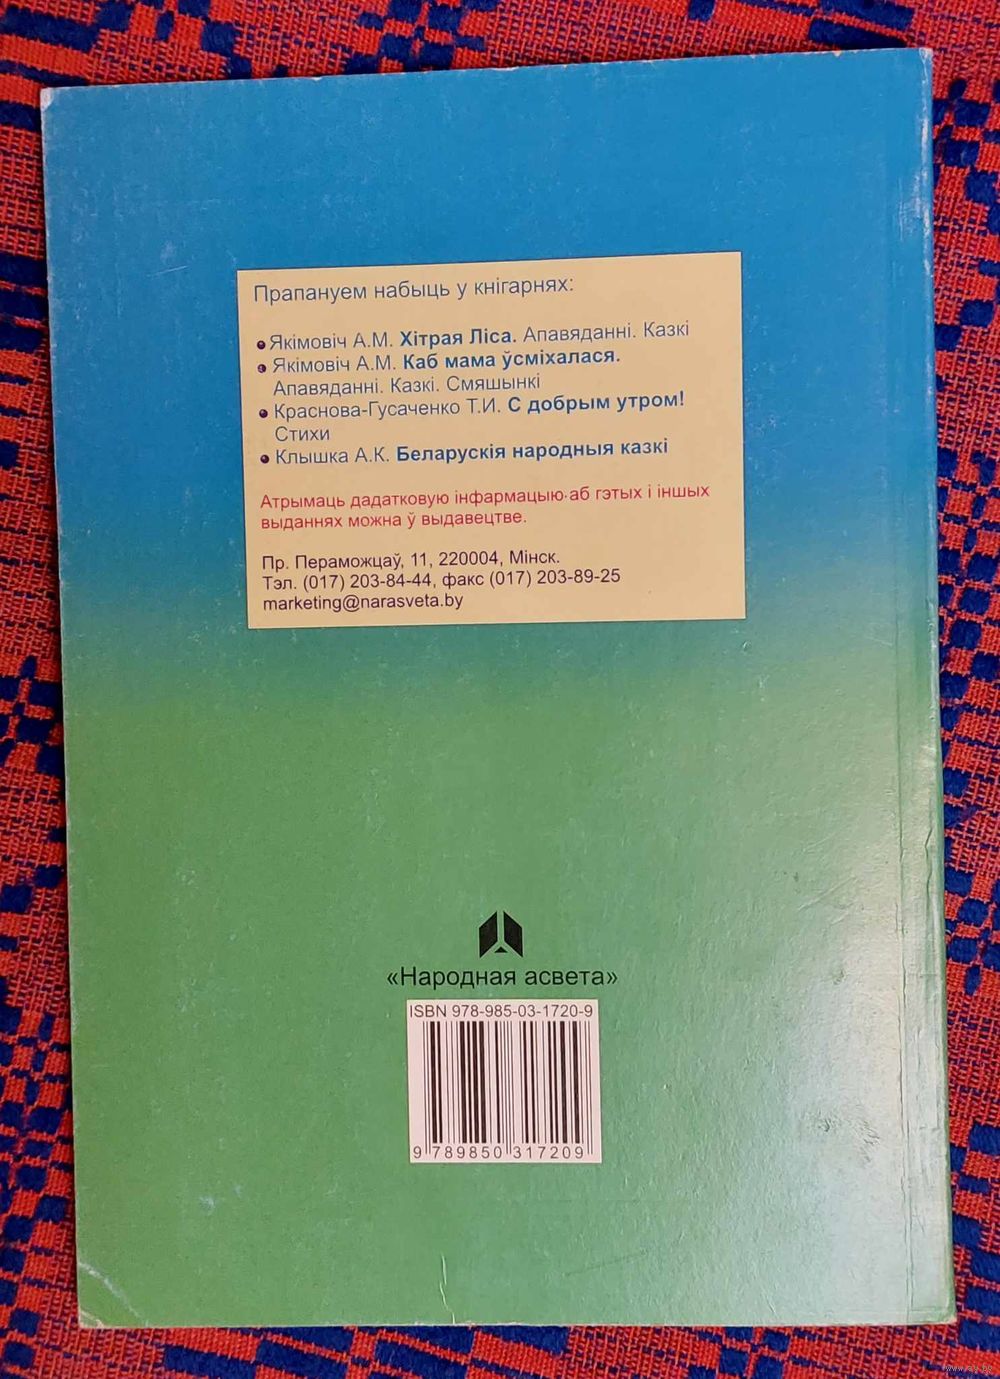 Прапануем набыць у кнігарнях:
● Якімовіч А.М. Хітрая Ліса. Апавяданні. Казкі
● Якімовіч А.М. Каб мама ўсміхалася.
Апавяданні. Казкі. Смяшынкі
● Краснова-Гусаченко Т.И. С добрым утром!
Стихи
● Клышка А.К. Беларускія народныя казкі
Атрымаць дадатковую інфармацыю аб гэтых і іншых
выданнях можна ў выдавецтве.
Пр. Пераможцаў, 11, 220004, Мінск.
Тэл. (017) 203-84-44, факс (017) 203-89-25
marketing@narasveta.by
«Народная асвета»
ISBN 978-985-03-1720-9
9 789850 317209